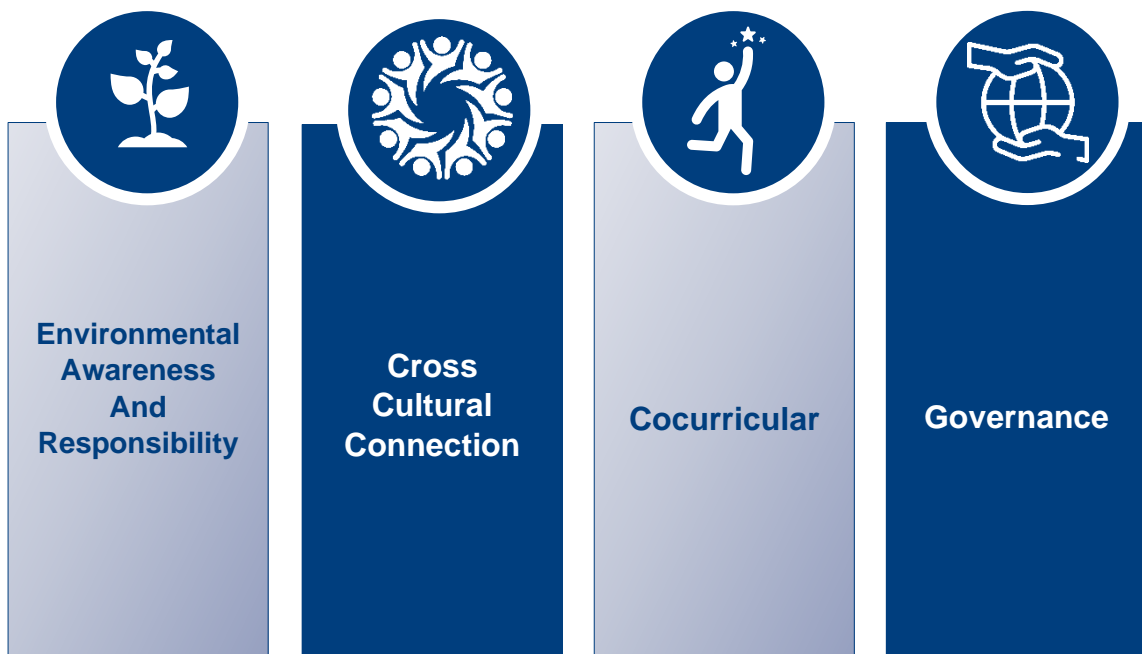 Environmental
Awareness
And
Responsibility
Cross
Cultural
Connection
Cocurricular
Governance